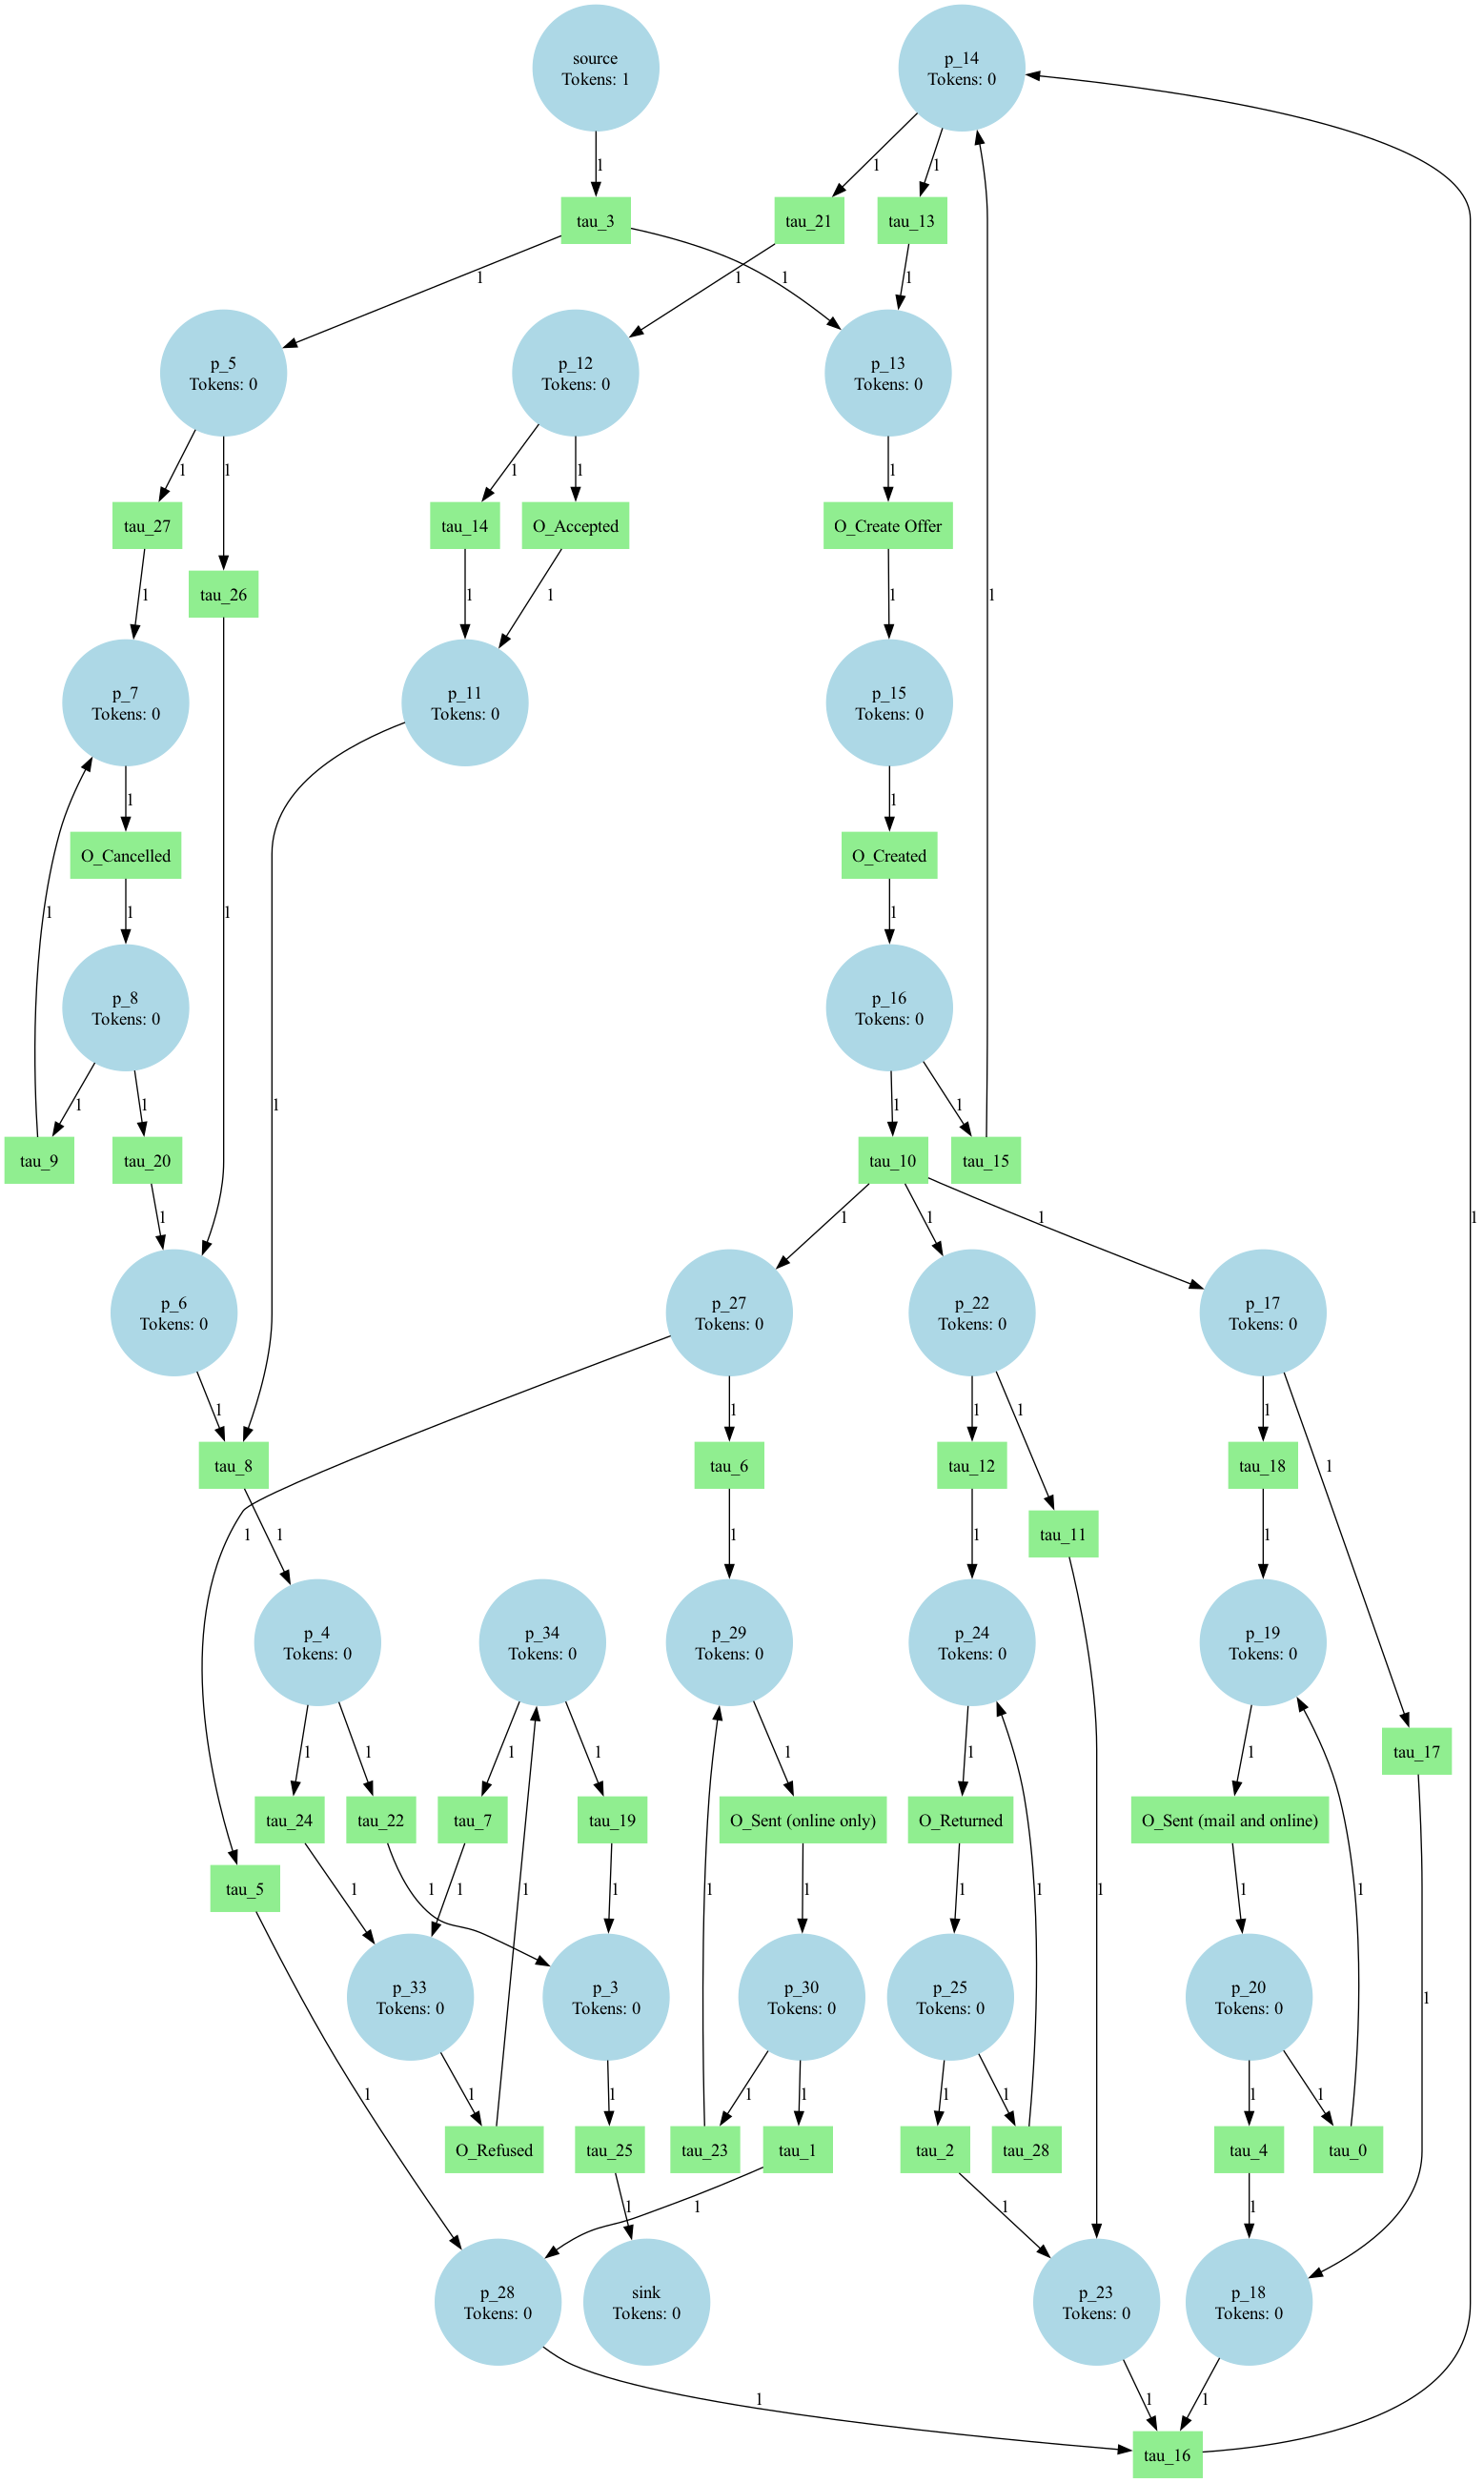 source
Tokens: 1
p_14
Tokens: 0
1
1
1
tau_3
tau_21
tau_13
1
1
1
1
p_5
Tokens: 0
p_12
Tokens: 0
p_13
Tokens: 0
1
1
1
1
1
tau_27
tau_14
O_Accepted
O_Create Offer
tau_26
1
1
1
1
1
p_7
Tokens: 0
p_11
Tokens: 0
p_15
Tokens: 0
1
1
O_Cancelled
O_Created
1
1
1
1
p_8
Tokens: 0
p_16
Tokens: 0
1
1
1
1
1
tau_9
tau_20
tau_10
tau_15
1
1
1
1
1
p_6
Tokens: 0
p_27
Tokens: 0
p_22
Tokens: 0
p_17
Tokens: 0
1
1
1
1
1
1
1
tau_8
tau_6
tau_12
tau_18
tau_11
1
1
1
1
1
p_4
Tokens: 0
p_34
Tokens: 0
p_29
Tokens: 0
p_24
Tokens: 0
p_19
Tokens: 0
tau_17
1
1
1
1
1
1
1
tau_24
tau_22
tau_7
tau_19
O_Sent (online only)
O_Returned
O_Sent (mail and online)
tau_5
1
1
1
1
1
1
1
1
1
1
1
1
p_33
Tokens: 0
p_3
Tokens: 0
p_30
Tokens: 0
p_25
Tokens: 0
p_20
Tokens: 0
1
1
1
1
1
1
1
1
1
1
O_Refused
tau_25
tau_23
tau_1
tau_2
tau_28
tau_4
tau_0
1
1
1
1
p_28
Tokens: 0
sink
Tokens: 0
p_23
Tokens: 0
p_18
Tokens: 0
1
1
1
tau_16